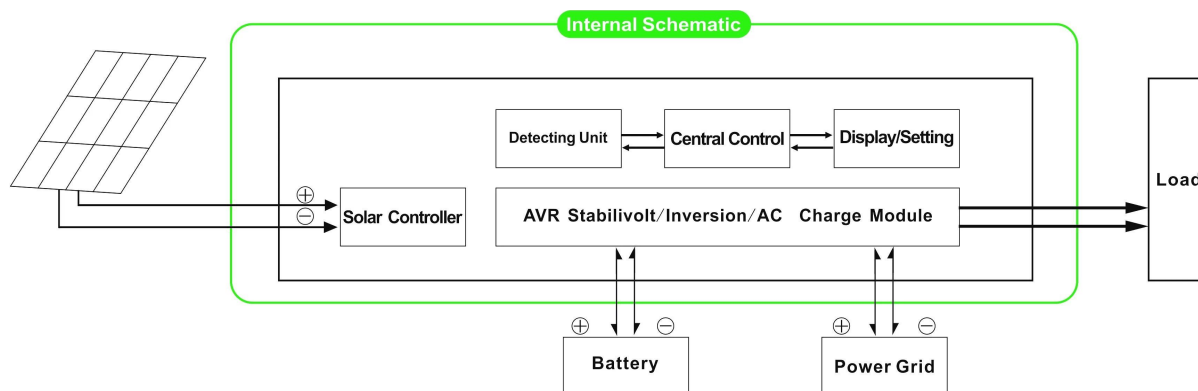 Internal Schematic
Detecting Unit
Central Control
Display/Setting
+
−
Solar Controller
AVR Stabilivolt/Inversion/AC Charge Module
Load
+ −
Battery
+ −
Power Grid